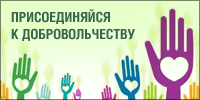 ПРИСОЕДИНЯЙСЯ
К ДОБРОВОЛЬЧЕСТВУ